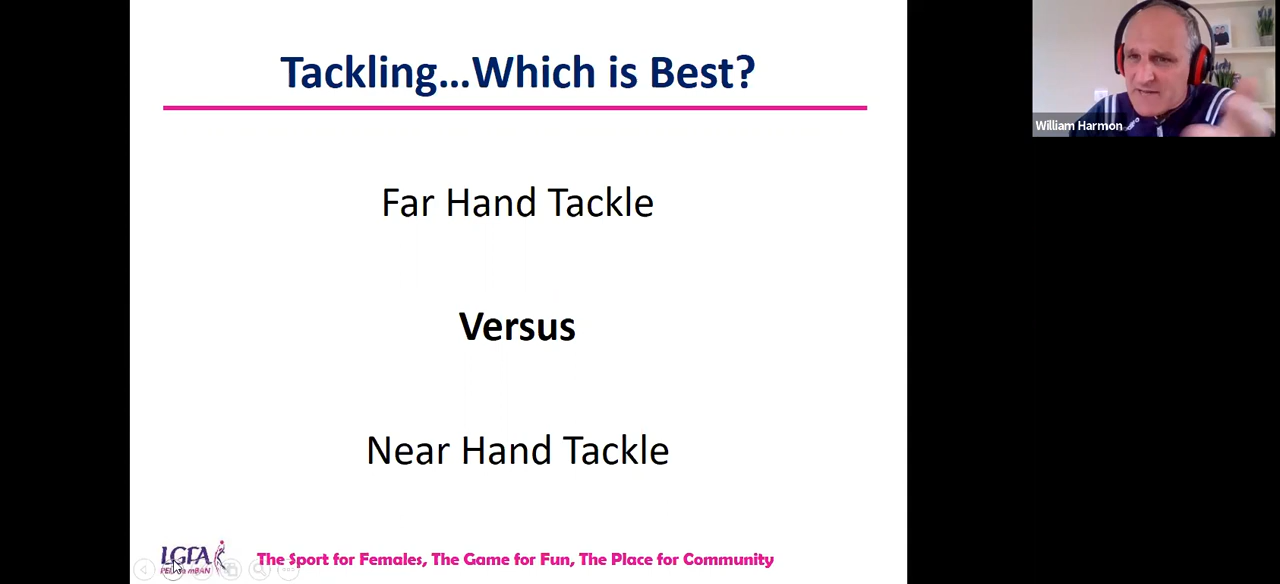 Tackling...Which is Best?
William Harmon
Far Hand Tackle
Versus
Near Hand Tackle
LGFA
The Sport for Females, The Game for Fun, The Place for Community